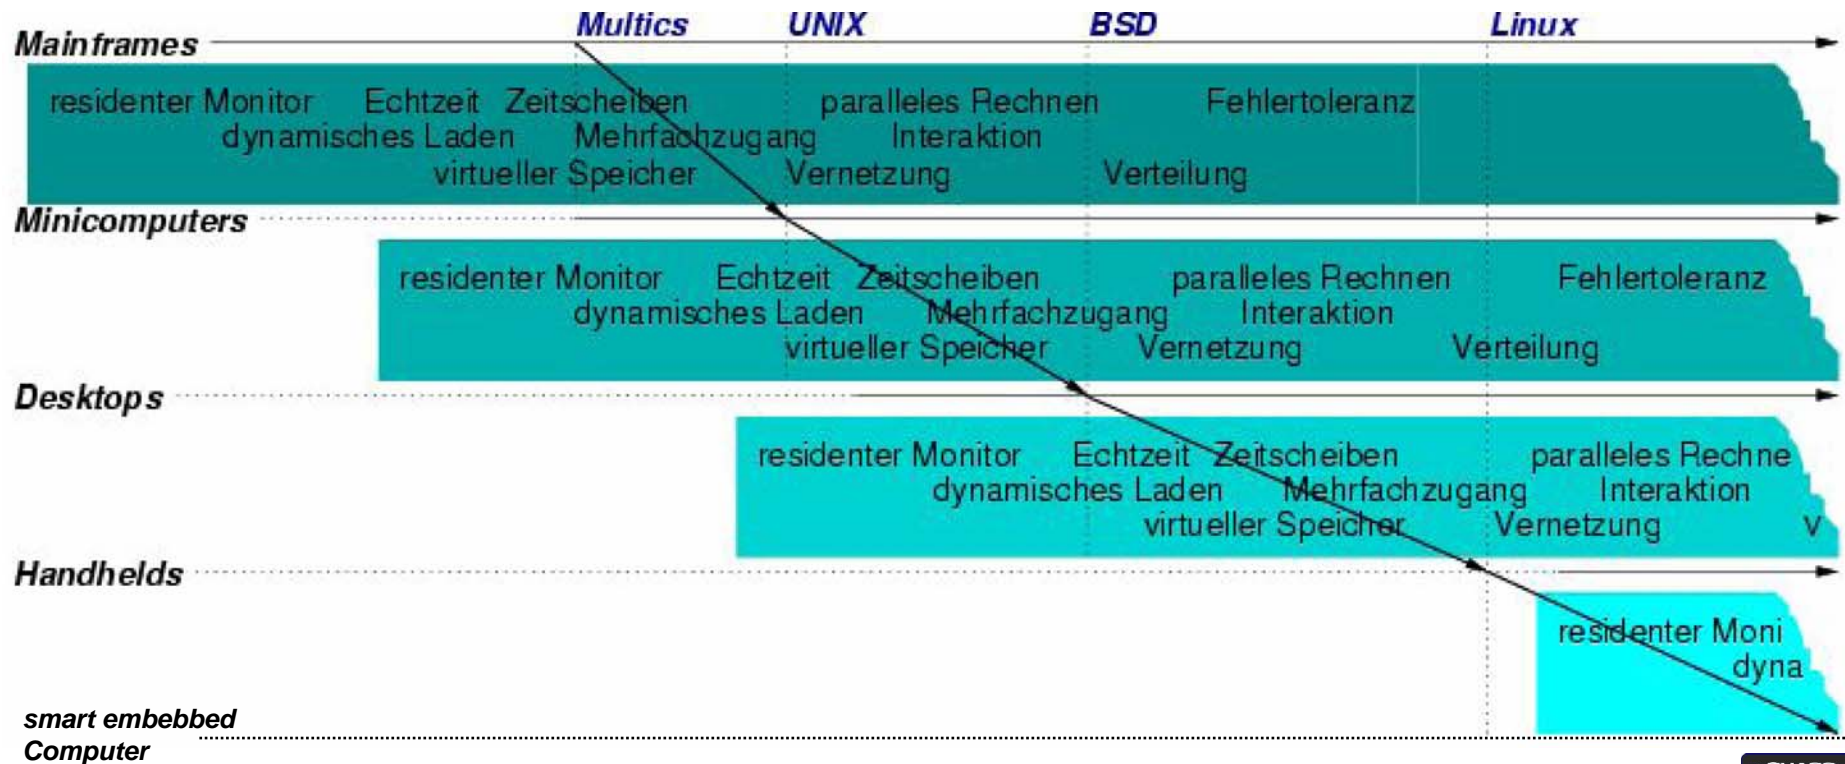 Multics UNIX BSD Linux
Mainframes
residenter Monitor Echtzeit Zeitscheiben paralleles Rechnen Fehlertoleranz
dynamisches Laden Mehrfachzugang Interaktion
virtueller Speicher Vernetzung Verteilung
Minicomputers
residenter Monitor Echtzeit Zeitscheiben paralleles Rechnen Fehlertoleranz
dynamisches Laden Mehrfachzugang Interaktion
virtueller Speicher Vernetzung Verteilung
Desktops
residenter Monitor Echtzeit Zeitscheiben paralleles Rechne
dynamisches Laden Mehrfachzugang Interaktion
virtueller Speicher Vernetzung V
Handhelds
residenter Moni
dyna
smart embebbed
Computer